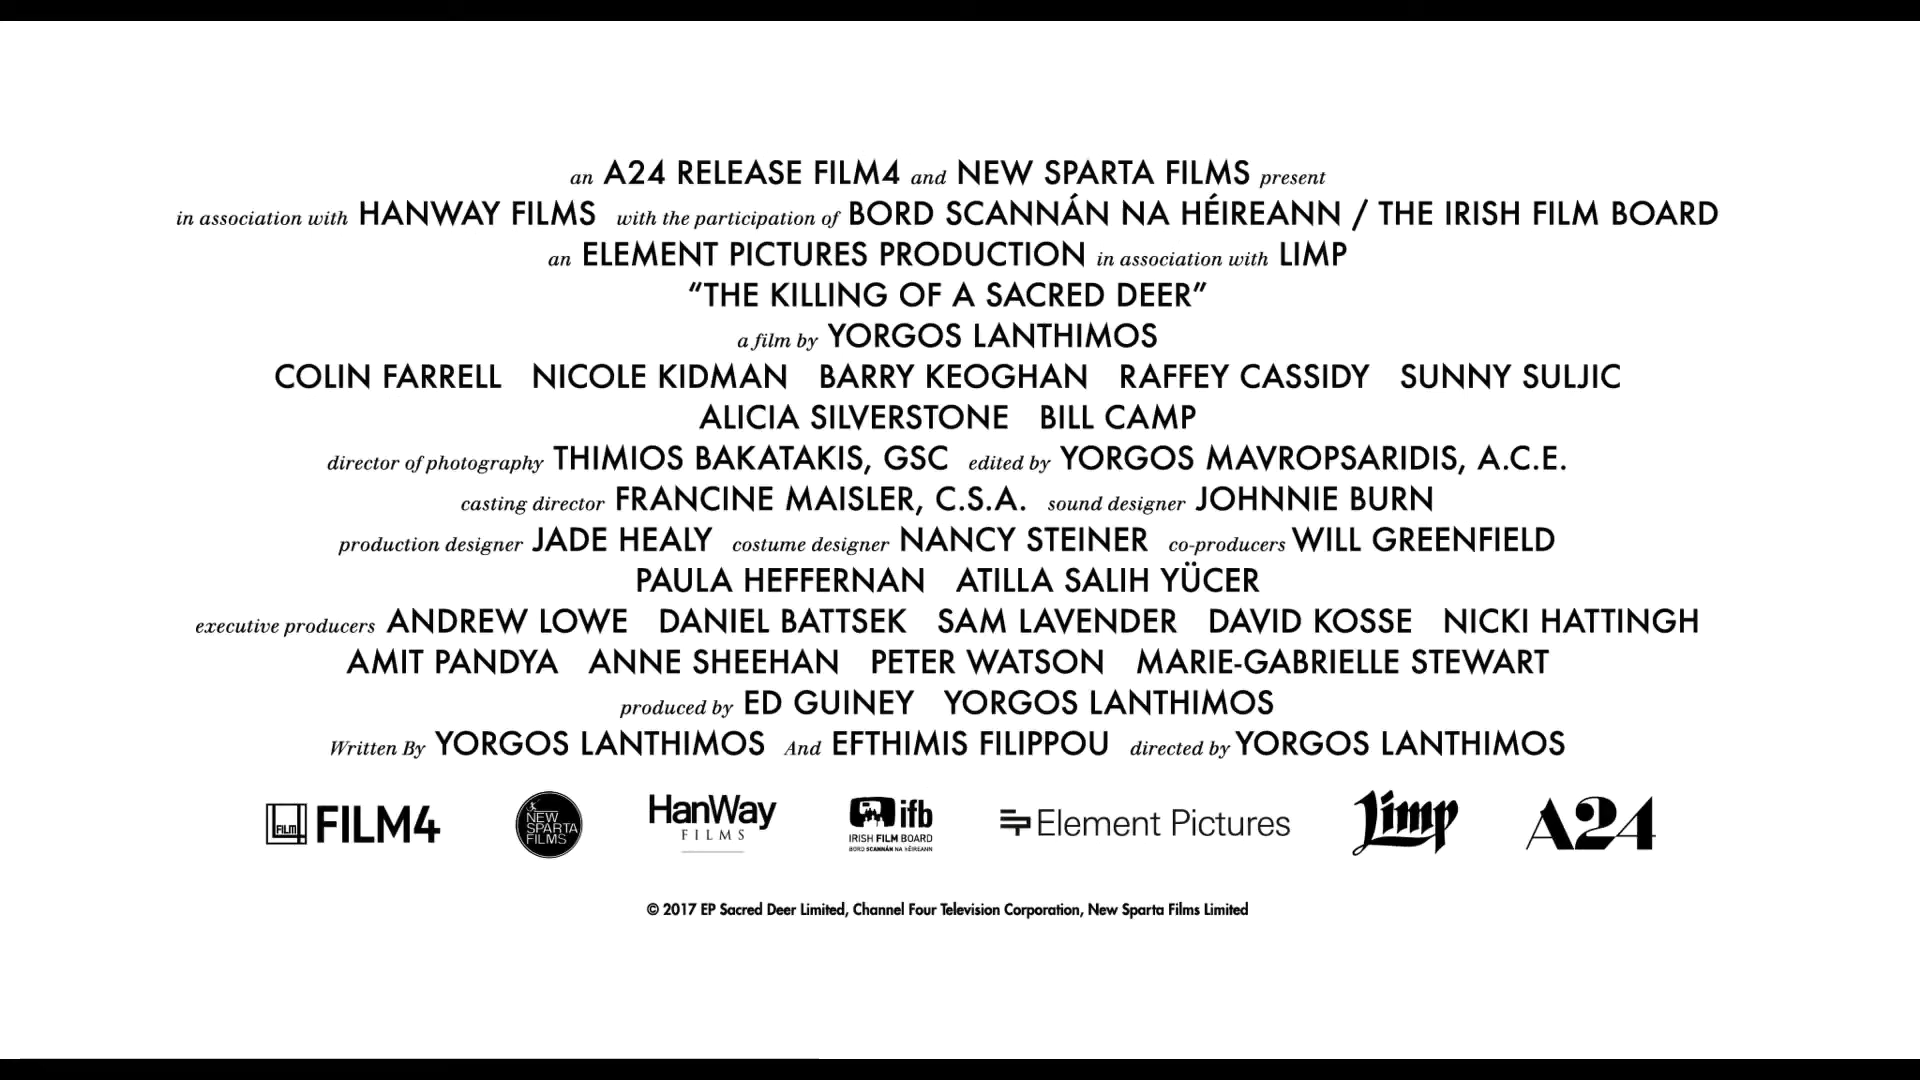 an A24 RELEASE FILM4 and NEW SPARTA FILMS present
in association with HANWAY FILMS with the participation of BORD SCANNÁN NA HÉIREANN / THE IRISH FILM BOARD
an ELEMENT PICTURES PRODUCTION in association with LIMP
“THE KILLING OF A SACRED DEER”
a film by YORGOS LANTHIMOS
COLIN FARRELL NICOLE KIDMAN BARRY KEOGHAN RAFFEY CASSIDY SUNNY SULJIC
ALICIA SILVERSTONE BILL CAMP
director of photography THIMIOS BAKATAKIS, GSC edited by YORGOS MAVROPSARIDIS, A.C.E.
casting director FRANCINE MAISLER, C.S.A. sound designer JOHNNIE BURN
production designer JADE HEALY costume designer NANCY STEINER co-producers WILL GREENFIELD
PAULA HEFFERNAN ATILLA SALIH YÜCER
executive producers ANDREW LOWE DANIEL BATTSEK SAM LAVENDER DAVID KOSSE NICKI HATTINGH
AMIT PANDYA ANNE SHEEHAN PETER WATSON MARIE-GABRIELLE STEWART
produced by ED GUINEY YORGOS LANTHIMOS
Written By YORGOS LANTHIMOS And EFTHIMIS FILIPPOU directed by YORGOS LANTHIMOS
FILM FILM4
NEW
SPARTA
FILMS
HanWay
FILMS
ifb
IRISH FILM BOARD
BORD SCANNÁN NA HÉIREANN
Element Pictures
Limp
A24
© 2017 EP Sacred Deer Limited, Channel Four Television Corporation, New Sparta Films Limited